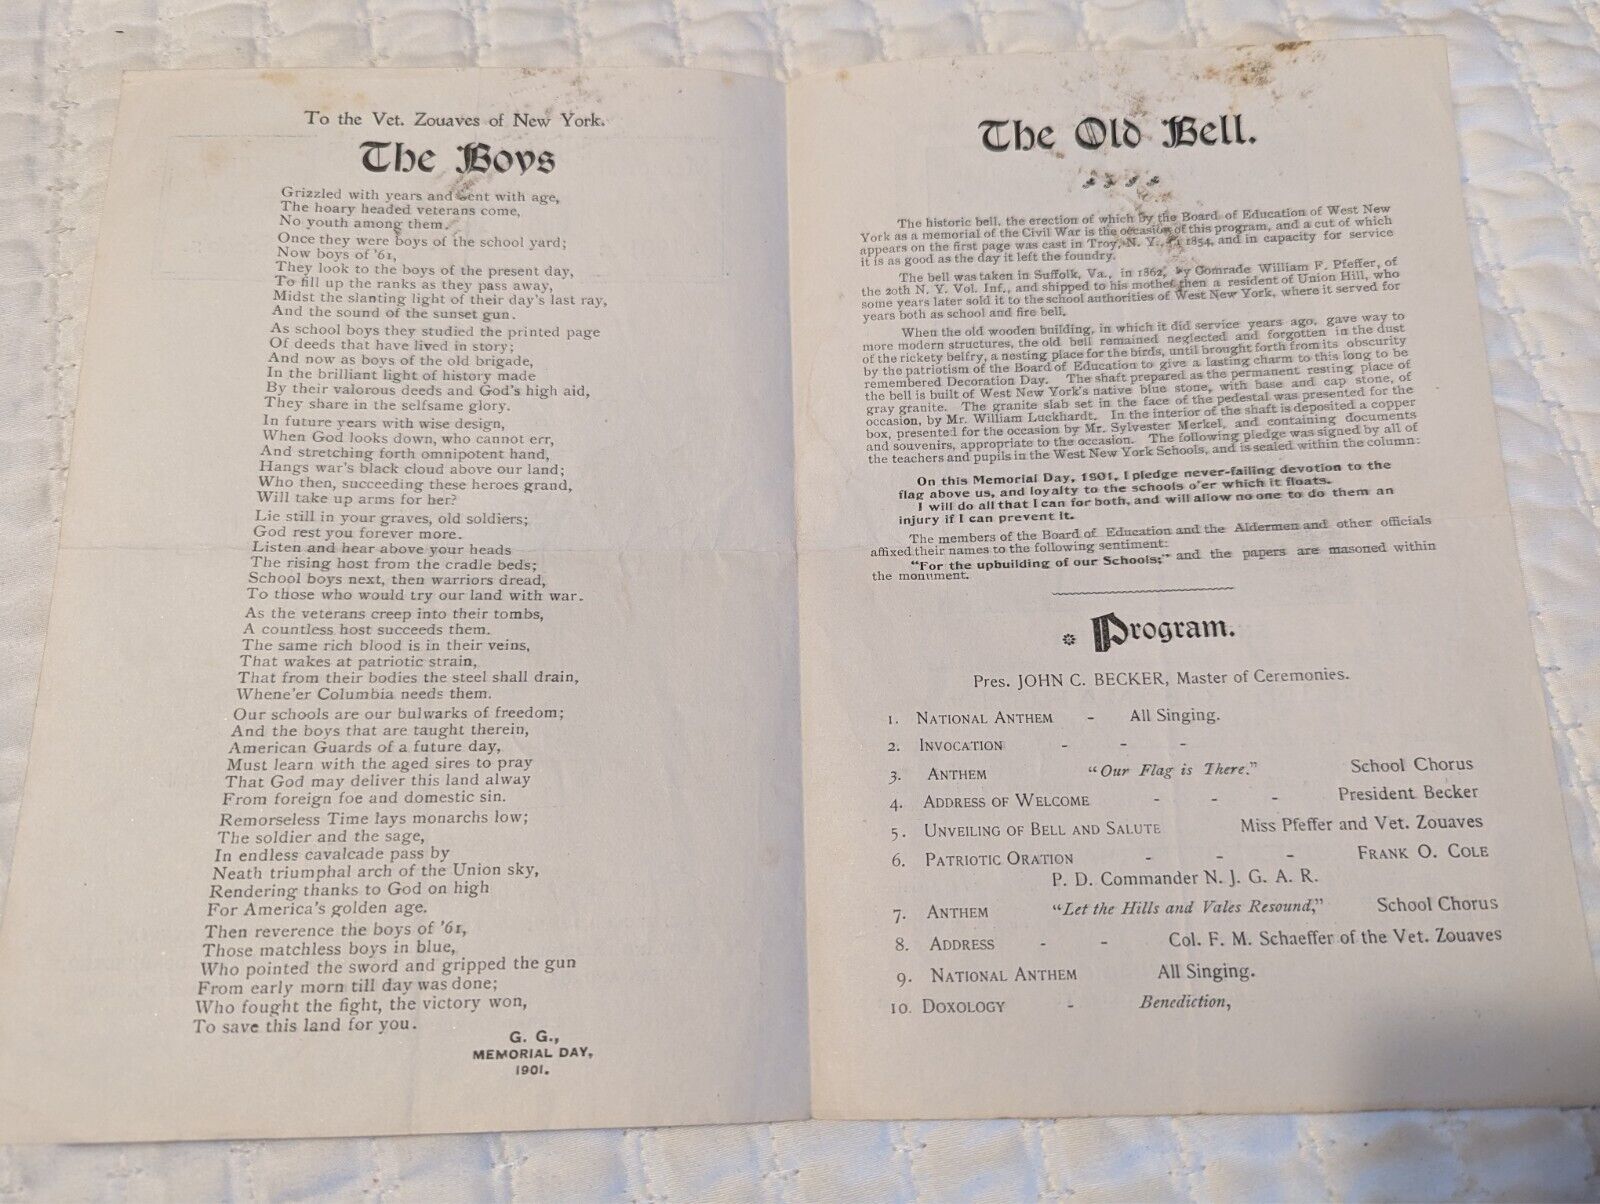 To the Vet. Zouaves of New York.
The Boys
Grizzled with years and bent with age,
The hoary headed veterans come,
No youth among them.
Once they were boys of the school yard;
Now boys of '61,
They look to the boys of the present day,
To fill up the ranks as they pass away,
Midst the slanting light of their day's last ray,
And the sound of the sunset gun.
As school boys they studied the printed page
Of deeds that have lived in story;
And now as boys of the old brigade,
In the brilliant light of history made
By their valorous deeds and God's high aid,
They share in the selfsame glory.
In future years with wise design,
When God looks down, who cannot err,
And stretching forth omnipotent hand,
Hangs war's black cloud above our land;
Who then, succeeding these heroes grand,
Will take up arms for her?
Lie still in your graves, old soldiers;
God rest you forever more.
Listen and hear above your heads
The rising host from the cradle beds;
School boys next, then warriors dread,
To those who would try our land with war.
As the veterans creep into their tombs,
A countless host succeeds them.
The same rich blood is in their veins,
That wakes at patriotic strain,
That from their bodies the steel shall drain,
Whene'er Columbia needs them.
Our schools are our bulwarks of freedom;
And the boys that are taught therein,
American Guards of a future day,
Must learn with the aged sires to pray
That God may deliver this land alway
From foreign foe and domestic sin.
Remorseless Time lays monarchs low;
The soldier and the sage,
In endless cavalcade pass by
Neath triumphal arch of the Union sky,
Rendering thanks to God on high
For America's golden age.
Then reverence the boys of '61,
Those matchless boys in blue,
Who pointed the sword and gripped the gun
From early morn till day was done;
Who fought the fight, the victory won,
To save this land for you.
G. G.,
MEMORIAL DAY,
1901.
The Old Bell.
The historic bell, the erection of which by the Board of Education of West New
York as a memorial of the Civil War is the occasion of this program, and a cut of which
appears on the first page was cast in Troy, N. Y., in 1854, and in capacity for service
it is as good as the day it left the foundry.
The bell was taken in Suffolk, Va., in 1862, by Comrade William F. Pfeffer, of
the 20th N. Y. Vol. Inf., and shipped to his mother then a resident of Union Hill, who
some years later sold it to the school authorities of West New York, where it served for
years both as school and fire bell.
When the old wooden building, in which it did service years ago, gave way to
more modern structures, the old bell remained neglected and forgotten in the dust
of the rickety belfry, a nesting place for the birds, until brought forth from its obscurity
by the patriotism of the Board of Education to give a lasting charm to this long to be
remembered Decoration Day. The shaft prepared as the permanent resting place of
the bell is built of West New York's native blue stone, with base and cap stone, of
gray granite. The granite slab set in the face of the pedestal was presented for the
occasion, by Mr. William Luckhardt. In the interior of the shaft is deposited a copper
box, presented for the occasion by Mr. Sylvester Merkel, and containing documents
and souvenirs, appropriate to the occasion. The following pledge was signed by all of
the teachers and pupils in the West New York Schools, and is sealed within the column:
On this Memorial Day, 1901, I pledge never-failing devotion to the
flag above us, and loyalty to the schools o'er which it floats.
I will do all that I can for both, and will allow no one to do them an
injury if I can prevent it.
The members of the Board of Education and the Aldermen and other officials
affixed their names to the following sentiment:
"For the upbuilding of our Schools;" and the papers are masoned within
the monument.
Program.
Pres. JOHN C. BECKER, Master of Ceremonies.
1. NATIONAL ANTHEM - All Singing.
2. INVOCATION - - -
3. ANTHEM "Our Flag is There." School Chorus
4. ADDRESS OF WELCOME - - - President Becker
5. UNVEILING OF BELL AND SALUTE Miss Pfeffer and Vet. Zouaves
6. PATRIOTIC ORATION - - - FRANK O. COLE
P. D. Commander N. J. G. A. R.
7. ANTHEM "Let the Hills and Vales Resound," School Chorus
8. ADDRESS - - Col. F. M. Schaeffer of the Vet. Zouaves
9. NATIONAL ANTHEM All Singing.
10. DOXOLOGY - Benediction,